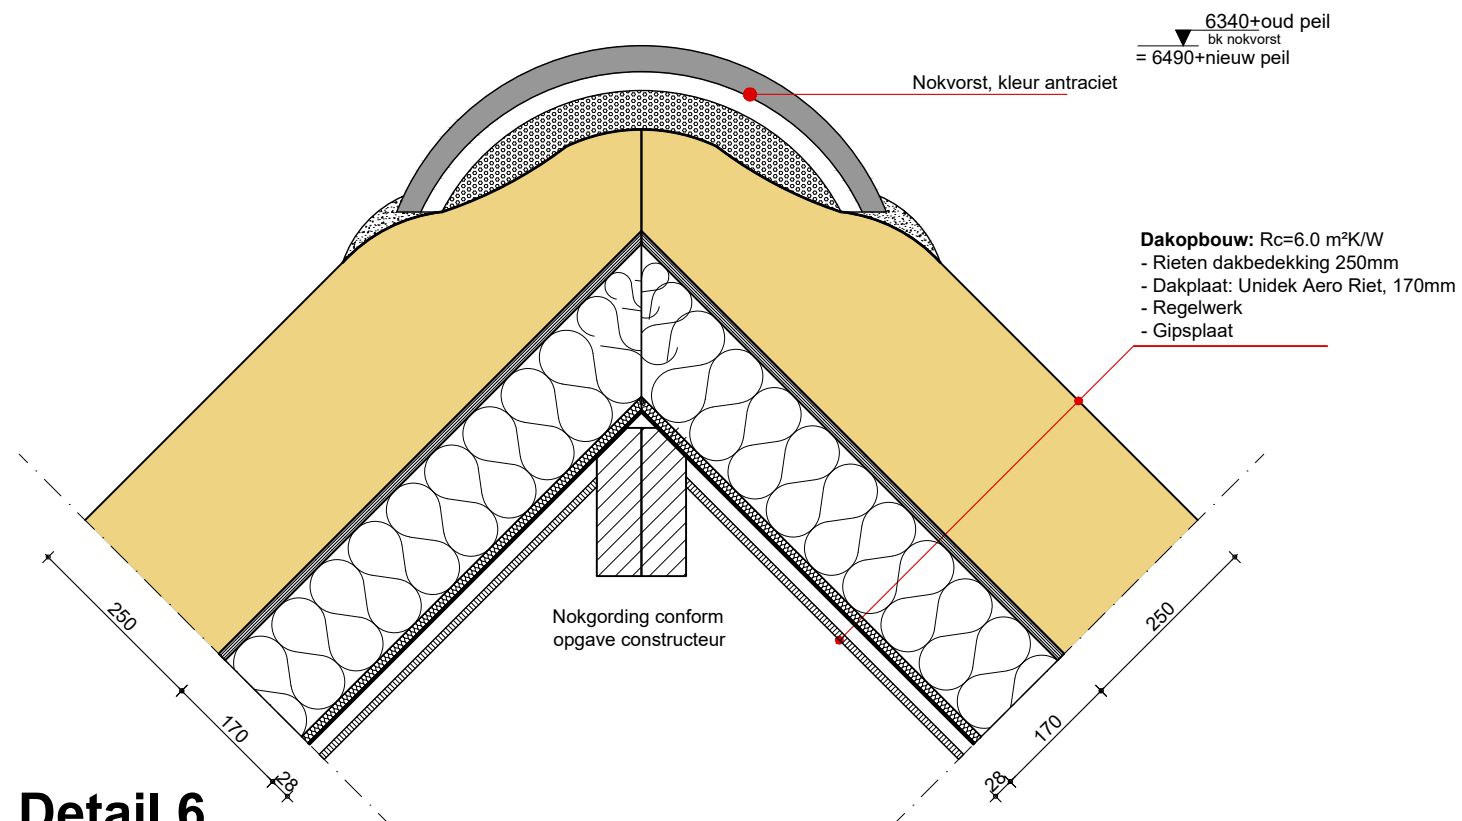 6340+oud peil
bk nokvorst
= 6490+nieuw peil
Nokvorst, kleur antraciet
Dakopbouw: Rc=6.0 m²K/W
- Rieten dakbedekking 250mm
- Dakplaat: Unidek Aero Riet, 170mm
- Regelwerk
- Gipsplaat
Nokgording conform
opgave constructeur
250
170
28
250
170
28
Detail 6